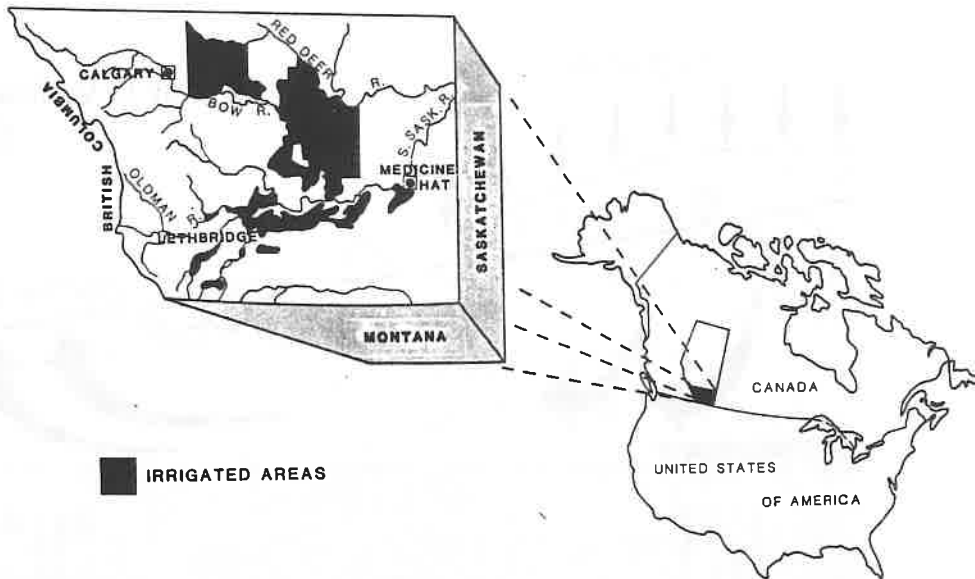 RED DEER
R.
CALGARY
BOW R.
S. SASK. R.
COLUMBIA
BRITISH
MEDICINE
HAT
OLDMAN
R.
LETHBRIDGE
SASKATCHEWAN
MONTANA
CANADA
IRRIGATED AREAS
UNITED STATES
OF AMERICA